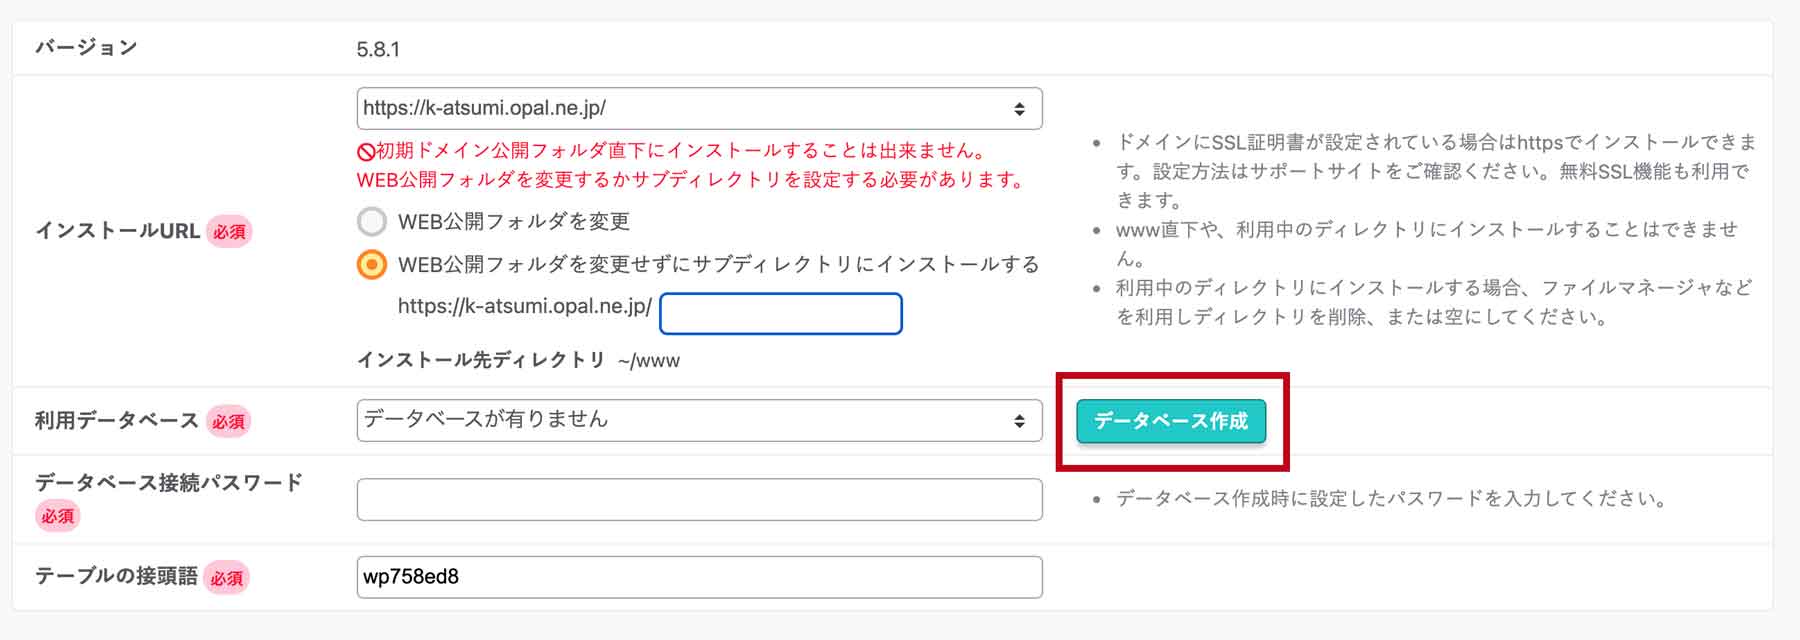 バージョン
5.8.1
インストールURL 必須
https://k-atsumi.opal.ne.jp/
初期ドメイン公開フォルダ直下にインストールすることは出来ません。
WEB公開フォルダを変更するかサブディレクトリを設定する必要があります。
WEB公開フォルダを変更
WEB公開フォルダを変更せずにサブディレクトリにインストールする
https://k-atsumi.opal.ne.jp/
インストール先ディレクトリ ~/www
• ドメインにSSL証明書が設定されている場合はhttpsでインストールできま
す。設定方法はサポートサイトをご確認ください。無料SSL機能も利用で
きます。
• www直下や、利用中のディレクトリにインストールすることはできませ
ん。
• 利用中のディレクトリにインストールする場合、ファイルマネージャなど
を利用しディレクトリを削除、または空にしてください。
利用データベース 必須
データベースが有りません
データベース作成
データベース接続パスワード
必須
• データベース作成時に設定したパスワードを入力してください。
テーブルの接頭語 必須
wp758ed8